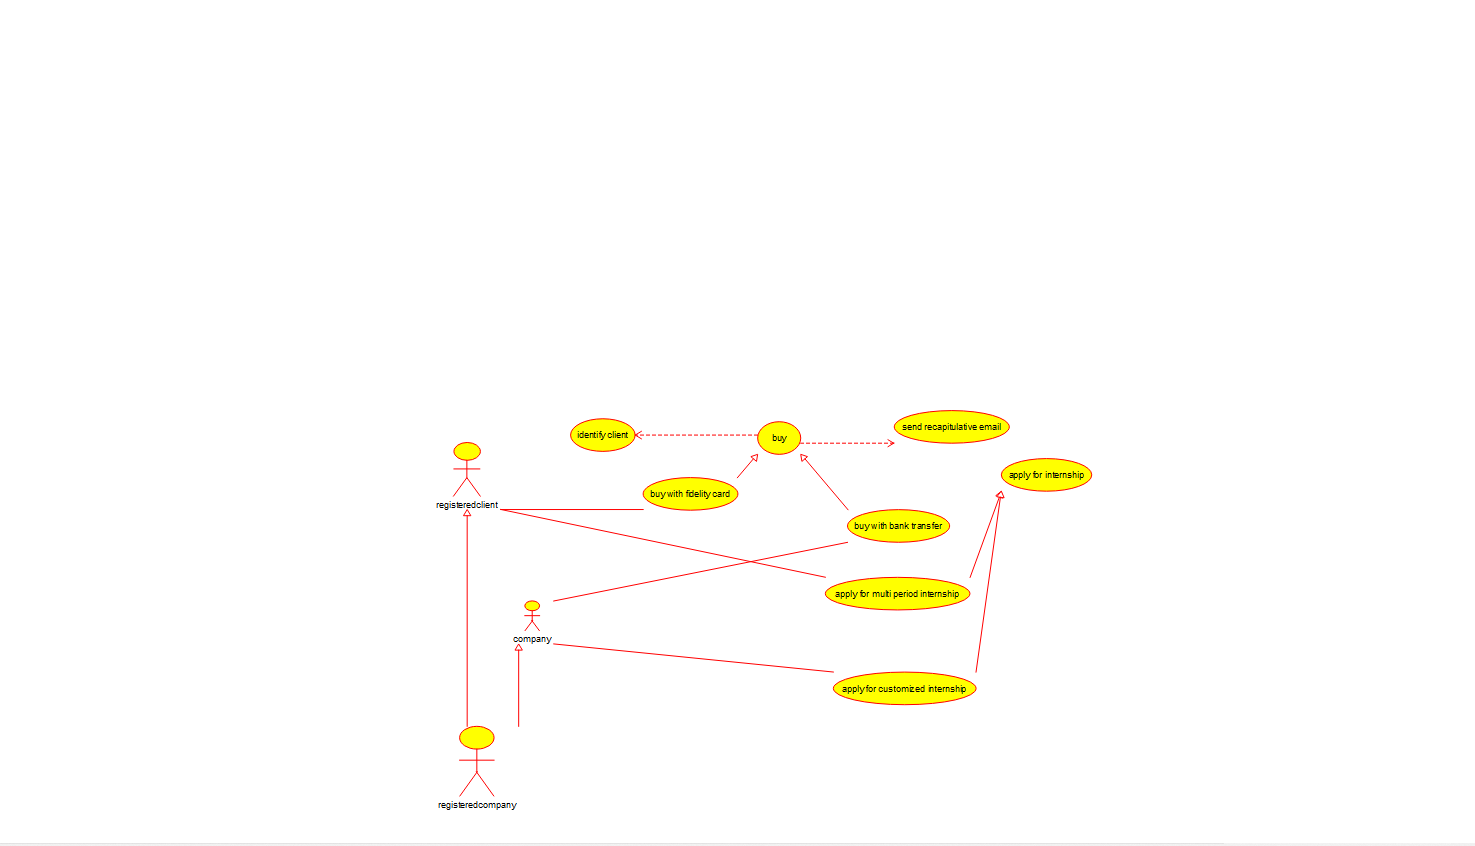 send recapitulative email
identify client
buy
apply for internship
buy with fidelity card
registeredclient
buy with bank transfer
apply for multi period internship
company
apply for customized internship
registeredcompany